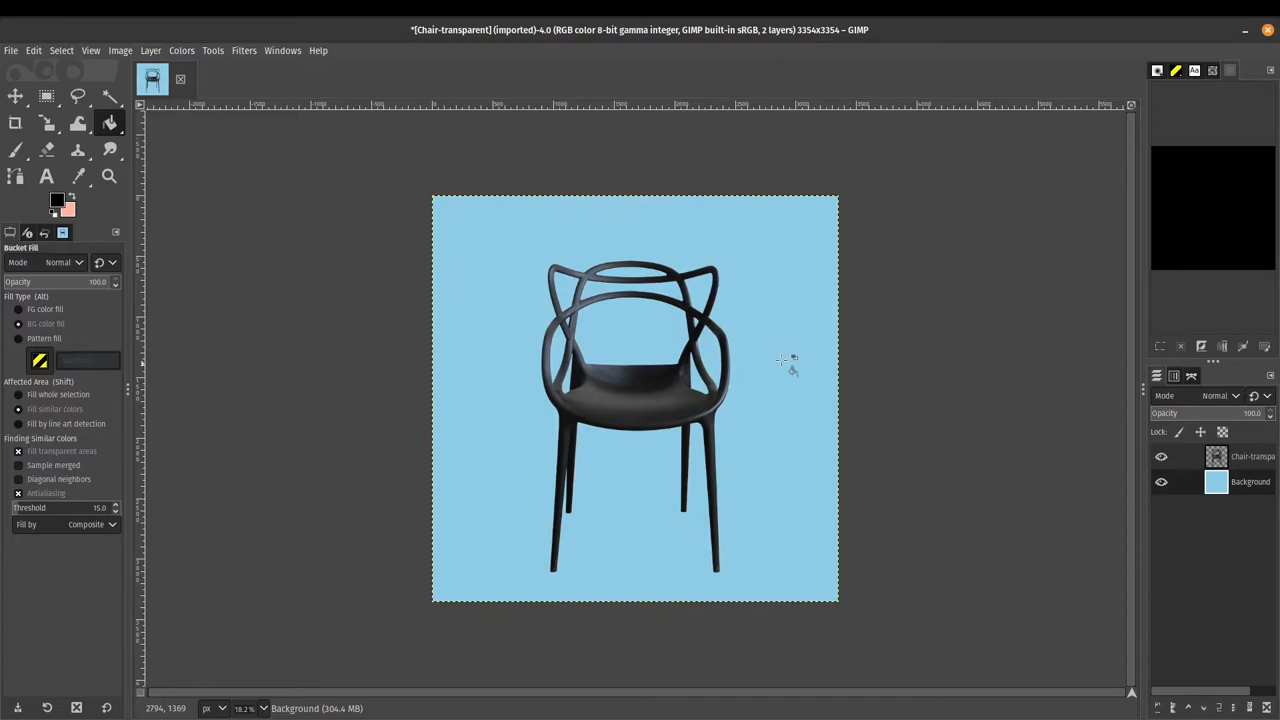 *[Chair-transparent] (imported)-4.0 (RGB color 8-bit gamma integer, GIMP built-in sRGB, 2 layers) 3354x3354 – GIMP
File Edit Select View Image Layer Colors Tools Filters Windows Help
Bucket Fill
Mode Normal
Opacity 100.0
Fill Type (Alt)
FG color fill
BG color fill
Pattern fill
Affected Area (Shift)
Fill whole selection
Fill similar colors
Fill by line art detection
Finding Similar Colors
Fill transparent areas
Sample merged
Diagonal neighbors
Antialiasing
Threshold 15.0
Fill by Composite
Mode Normal
Opacity 100.0
Lock:
Chair-transpa
Background
2794, 1369 px 18.2% Background (304.4 MB)